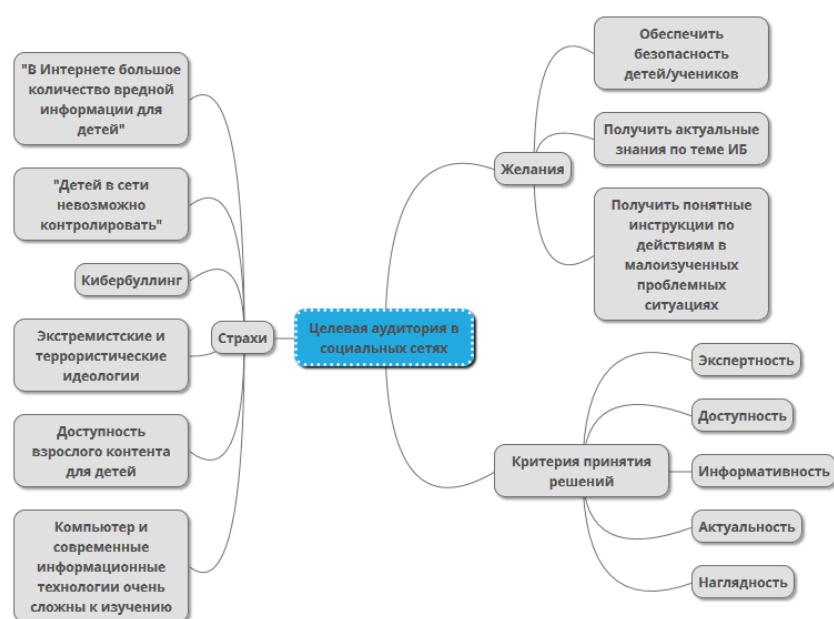 "В Интернете большое
количество вредной
информации для
детей"
"Детей в сети
невозможно
контролировать"
Кибербуллинг
Экстремистские и
террористические
идеологии
Доступность
взрослого контента
для детей
Компьютер и
современные
информационные
технологии очень
сложны к изучению
Страхи
Целевая аудитория в
социальных сетях
Желания
Обеспечить
безопасность
детей/учеников
Получить актуальные
знания по теме ИБ
Получить понятные
инструкции по
действиям в
малоизученных
проблемных
ситуациях
Критерия принятия
решений
Экспертность
Доступность
Информативность
Актуальность
Наглядность